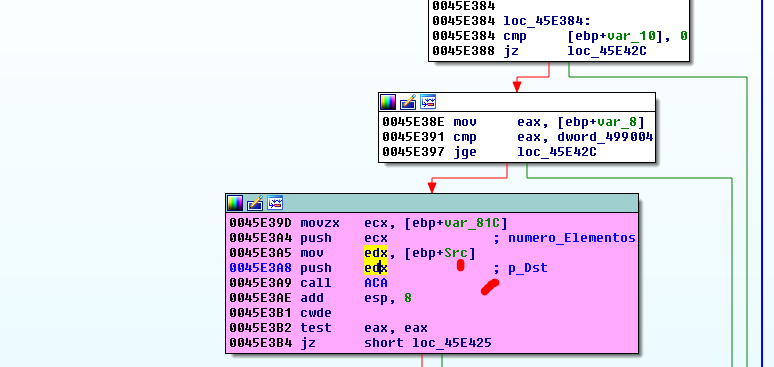 0045E384
0045E384 loc_45E384:
0045E384 cmp [ebp+var_10], 0
0045E388 jz loc_45E42C
0045E38E mov eax, [ebp+var_8]
0045E391 cmp eax, dword_499004
0045E397 jge loc_45E42C
0045E39D movzx ecx, [ebp+var_81C]
0045E3A4 push ecx ; numero_Elementos
0045E3A5 mov edx, [ebp+Src]
0045E3A8 push edx ; p_Dst
0045E3A9 call ACA
0045E3AE add esp, 8
0045E3B1 cwde
0045E3B2 test eax, eax
0045E3B4 jz short loc_45E425